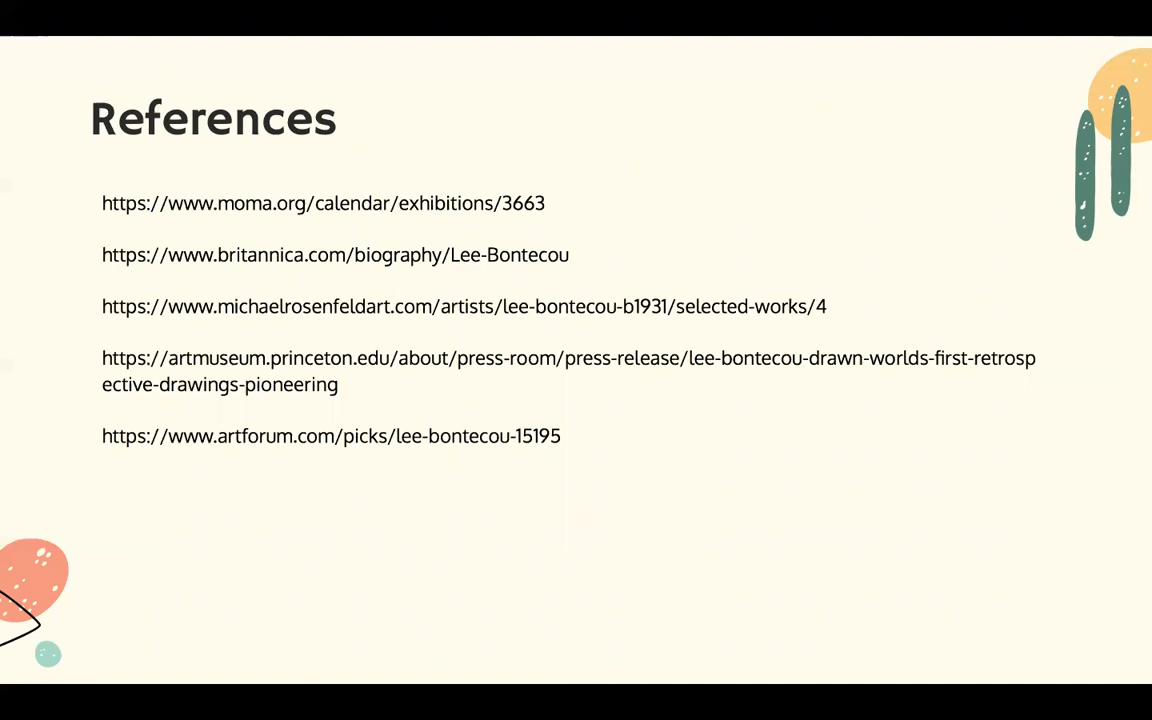 References
https://www.moma.org/calendar/exhibitions/3663
https://www.britannica.com/biography/Lee-Bontecou
https://www.michaelrosenfeldart.com/artists/lee-bontecou-b1931/selected-works/4
https://artmuseum.princeton.edu/about/press-room/press-release/lee-bontecou-drawn-worlds-first-retrosp
ective-drawings-pioneering
https://www.artforum.com/picks/lee-bontecou-15195